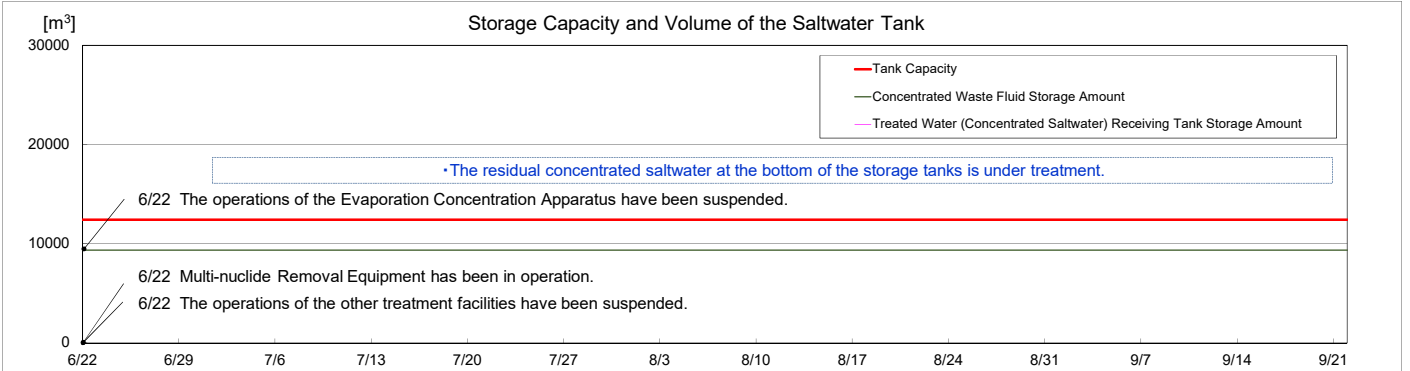 [m³]
Storage Capacity and Volume of the Saltwater Tank
30000
Tank Capacity
Concentrated Waste Fluid Storage Amount
Treated Water (Concentrated Saltwater) Receiving Tank Storage Amount
20000
・The residual concentrated saltwater at the bottom of the storage tanks is under treatment.
6/22 The operations of the Evaporation Concentration Apparatus have been suspended.
10000
6/22 Multi-nuclide Removal Equipment has been in operation.
6/22 The operations of the other treatment facilities have been suspended.
0
6/22 6/29 7/6 7/13 7/20 7/27 8/3 8/10 8/17 8/24 8/31 9/7 9/14 9/21